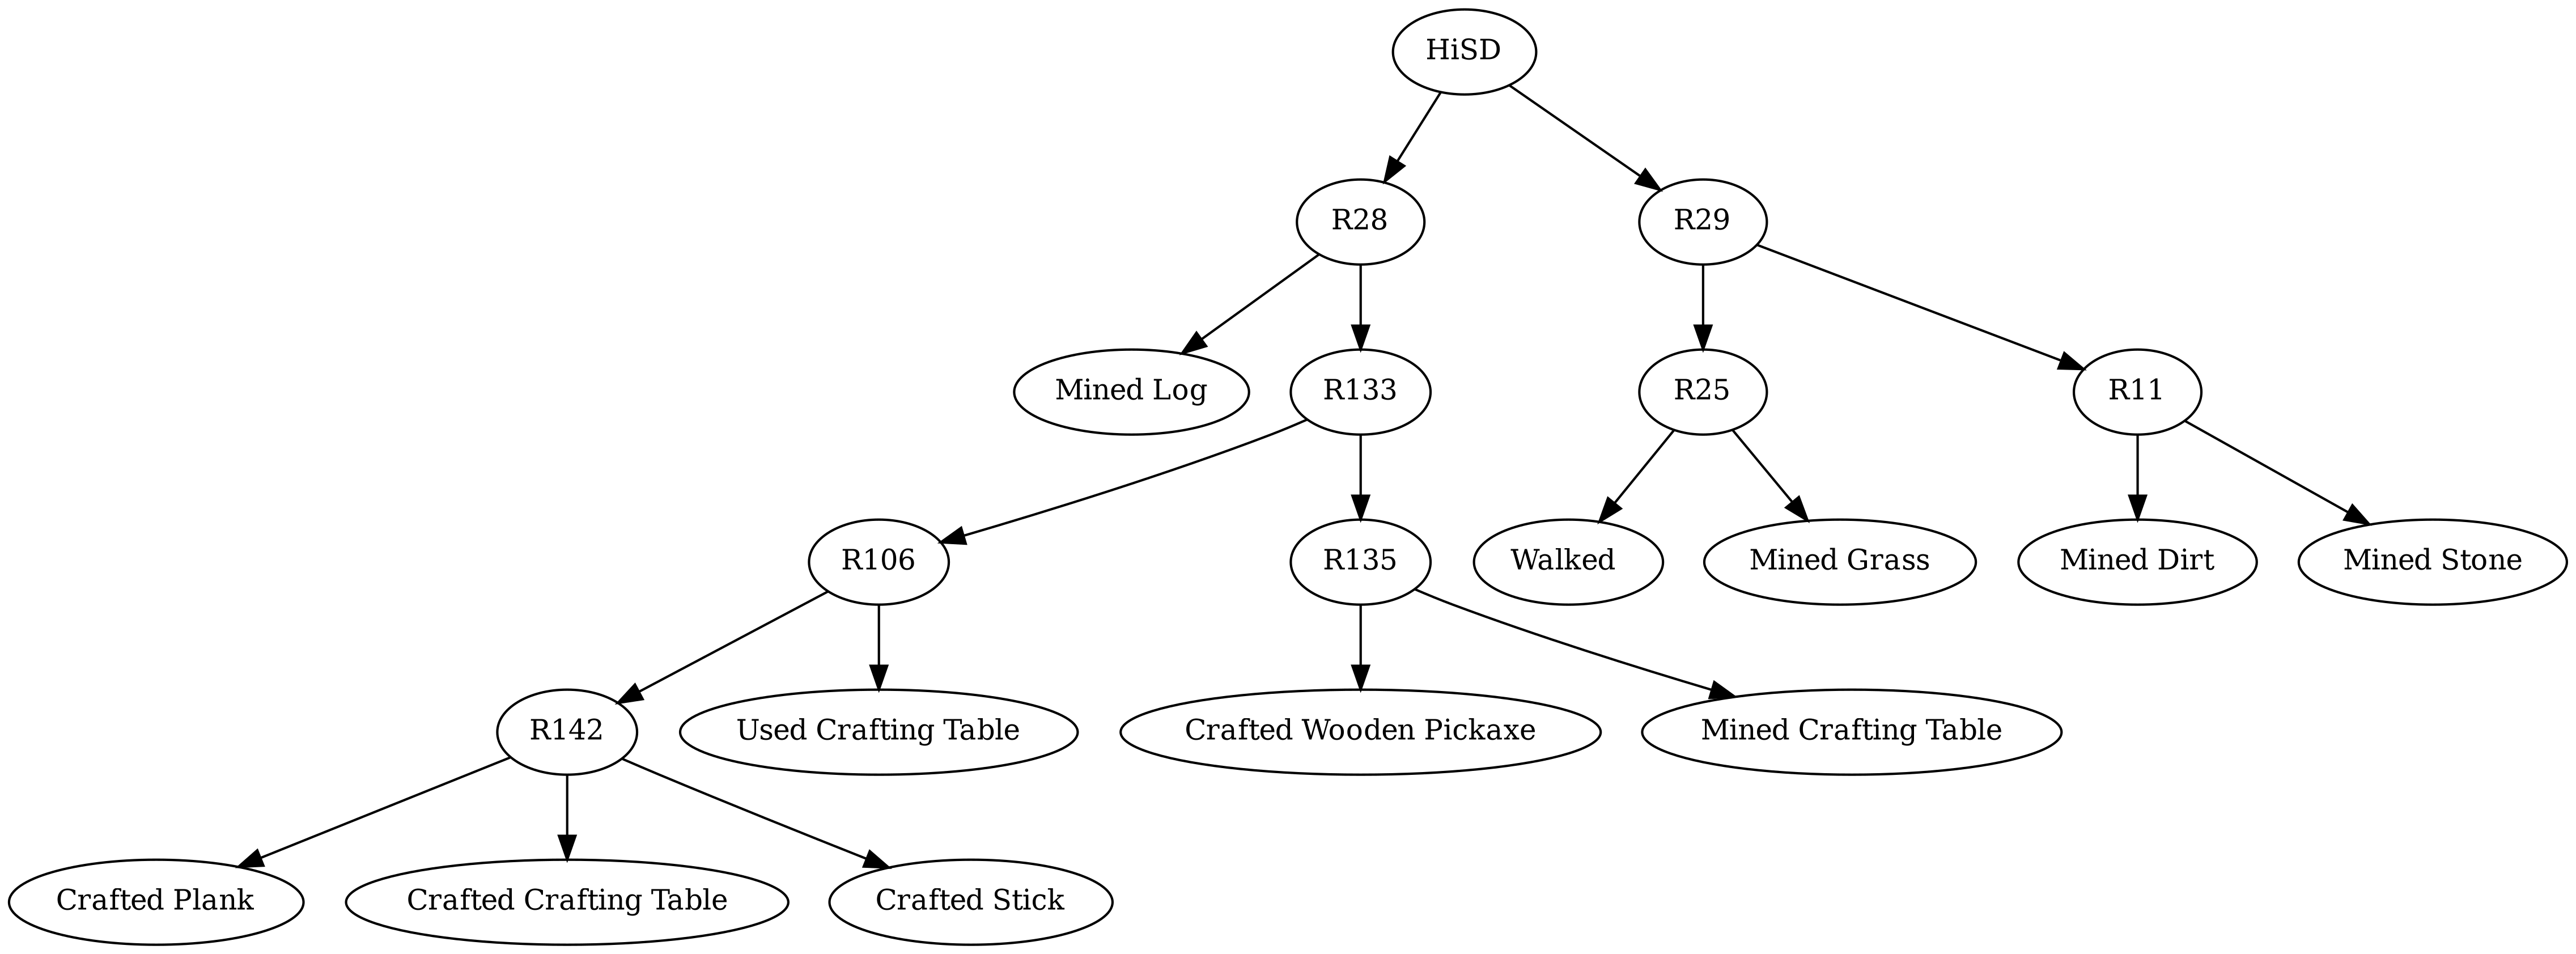 HiSD
R28
R29
Mined Log
R133
R25
R11
R106
R135
Walked
Mined Grass
Mined Dirt
Mined Stone
R142
Used Crafting Table
Crafted Wooden Pickaxe
Mined Crafting Table
Crafted Plank
Crafted Crafting Table
Crafted Stick